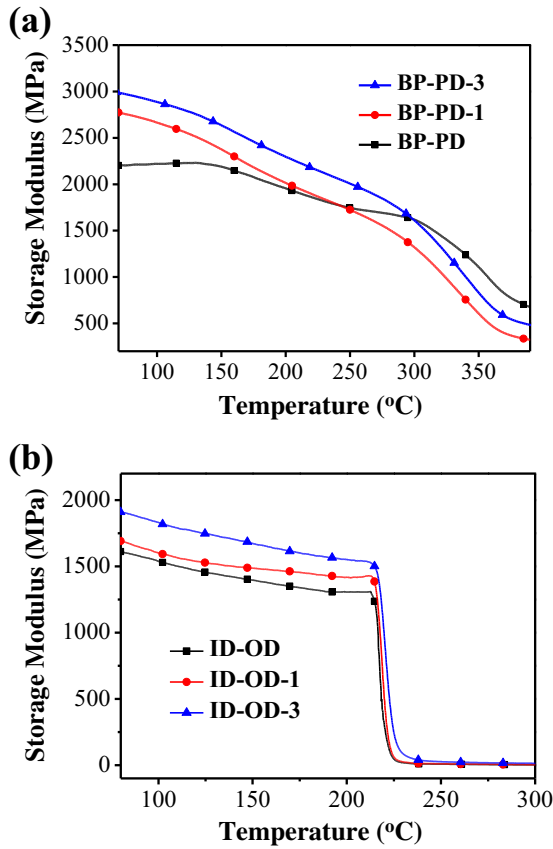 (a)
3500
3000
2500
2000
1500
1000
500
Storage Modulus (MPa)
BP-PD-3
BP-PD-1
BP-PD
100 150 200 250 300 350
Temperature (ºC)
(b)
2000
1500
1000
500
0
Storage Modulus (MPa)
ID-OD
ID-OD-1
ID-OD-3
100 150 200 250 300
Temperature (ºC)